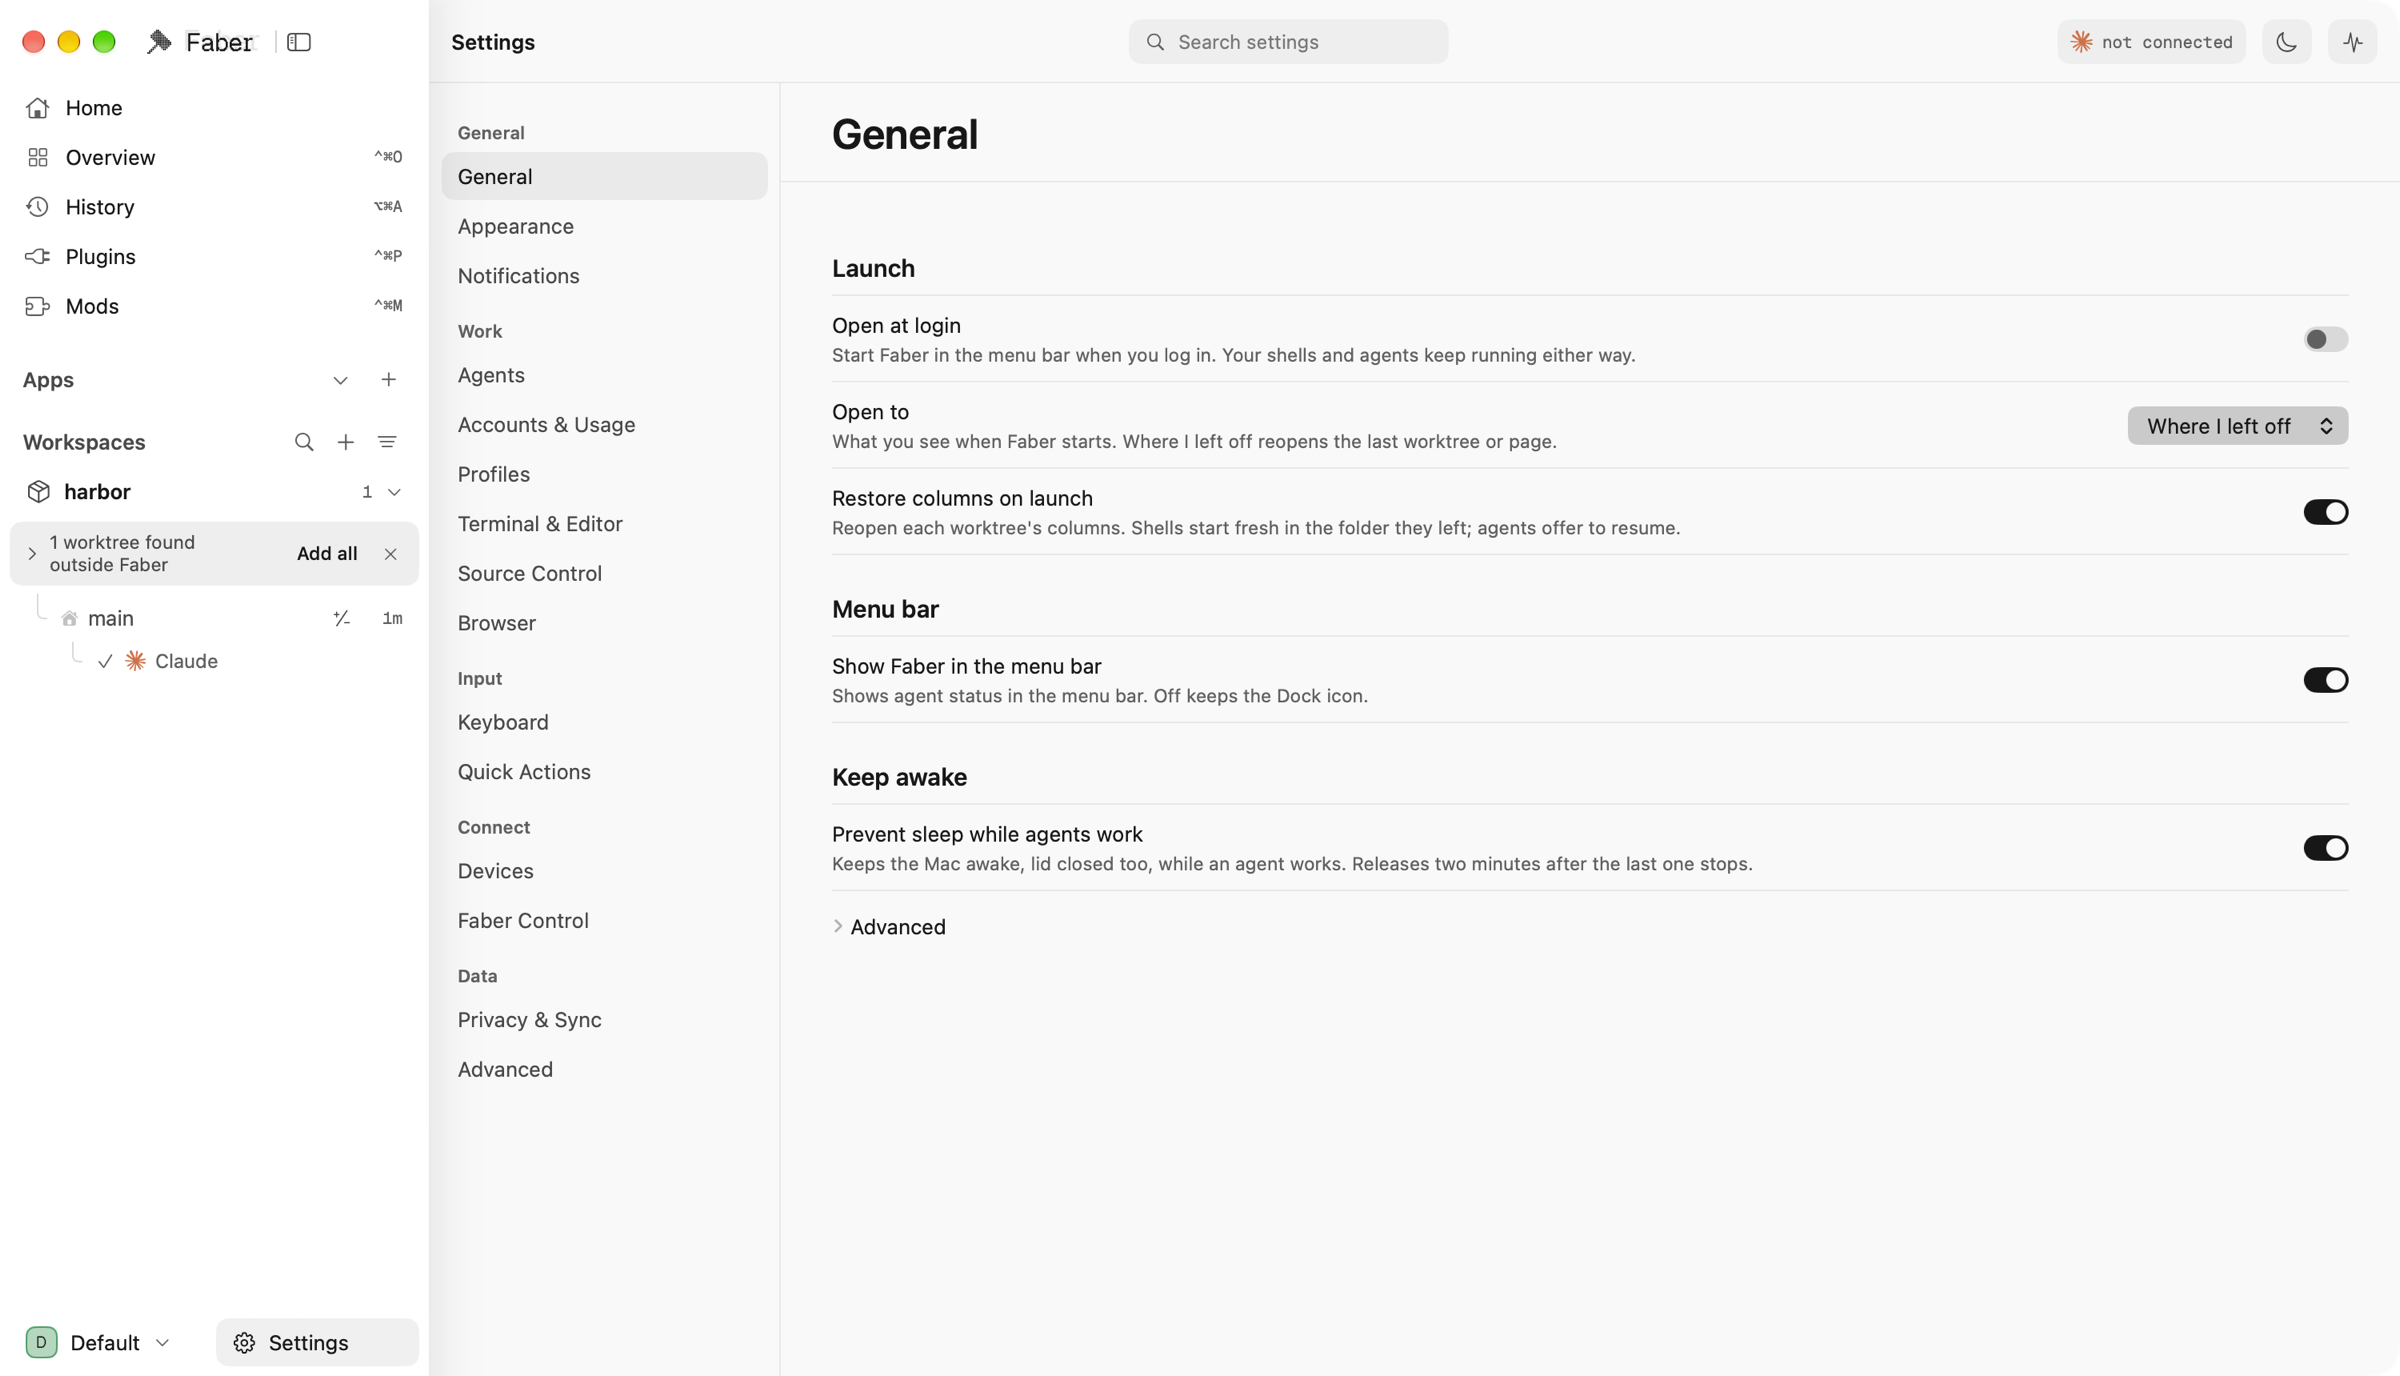 Faber
Settings
Search settings
not connected
Home
Overview ^⌘O
History ⌥⌘A
Plugins ^⌘P
Mods ^⌘M
Apps
Workspaces
harbor 1
1 worktree found
outside Faber
Add all
main +/- 1m
Claude
D Default
Settings
General
General
Appearance
Notifications
Work
Agents
Accounts & Usage
Profiles
Terminal & Editor
Source Control
Browser
Input
Keyboard
Quick Actions
Connect
Devices
Faber Control
Data
Privacy & Sync
Advanced
General
Launch
Open at login
Start Faber in the menu bar when you log in. Your shells and agents keep running either way.
Open to
What you see when Faber starts. Where I left off reopens the last worktree or page.
Where I left off
Restore columns on launch
Reopen each worktree's columns. Shells start fresh in the folder they left; agents offer to resume.
Menu bar
Show Faber in the menu bar
Shows agent status in the menu bar. Off keeps the Dock icon.
Keep awake
Prevent sleep while agents work
Keeps the Mac awake, lid closed too, while an agent works. Releases two minutes after the last one stops.
Advanced